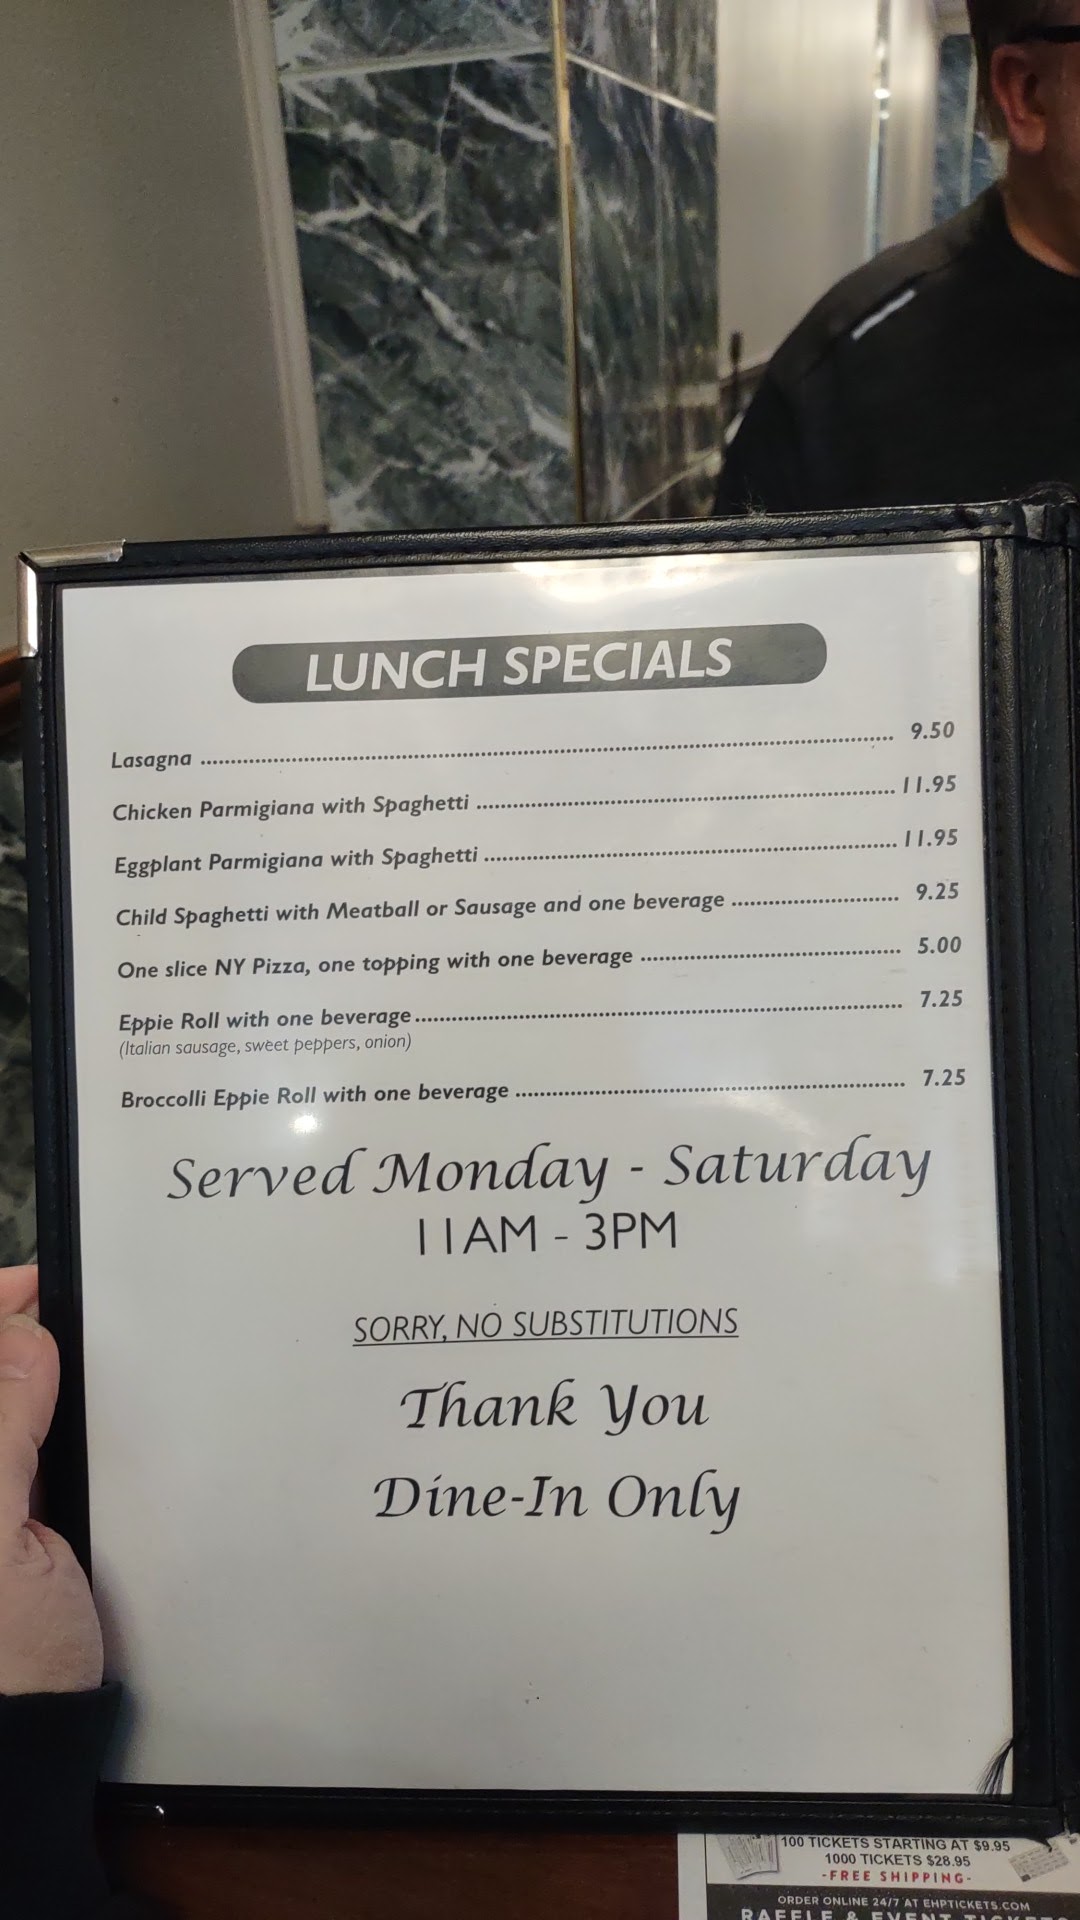 LUNCH SPECIALS
Lasagna ........................................ 9.50
Chicken Parmigiana with Spaghetti ........................................ 11.95
Eggplant Parmigiana with Spaghetti ........................................ 11.95
Child Spaghetti with Meatball or Sausage and one beverage ........................................ 9.25
One slice NY Pizza, one topping with one beverage ........................................ 5.00
Eppie Roll with one beverage ........................................ 7.25
(Italian sausage, sweet peppers, onion)
Broccolli Eppie Roll with one beverage ........................................ 7.25
Served Monday - Saturday
11AM - 3PM
SORRY, NO SUBSTITUTIONS
Thank You
Dine-In Only
100 TICKETS STARTING AT $9.95
1000 TICKETS $28.95
-FREE SHIPPING-
ORDER ONLINE 24/7 AT EHPTICKETS.COM
RAFFLE & EVENT TICKETS